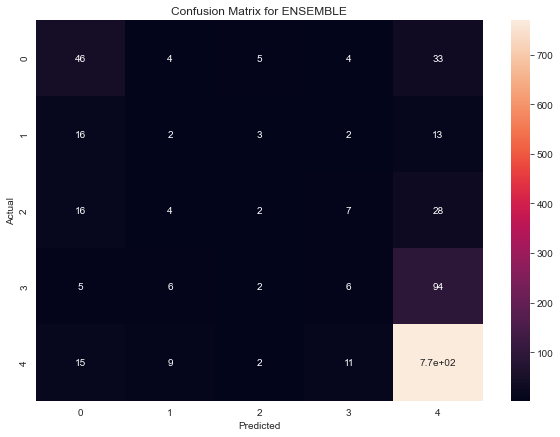 Confusion Matrix for ENSEMBLE
0 46 4 5 4 33
1 16 2 3 2 13
2 16 4 2 7 28
3 5 6 2 6 94
4 15 9 2 11 7.7e+02
0 1 2 3 4
Actual
Predicted
700
600
500
400
300
200
100